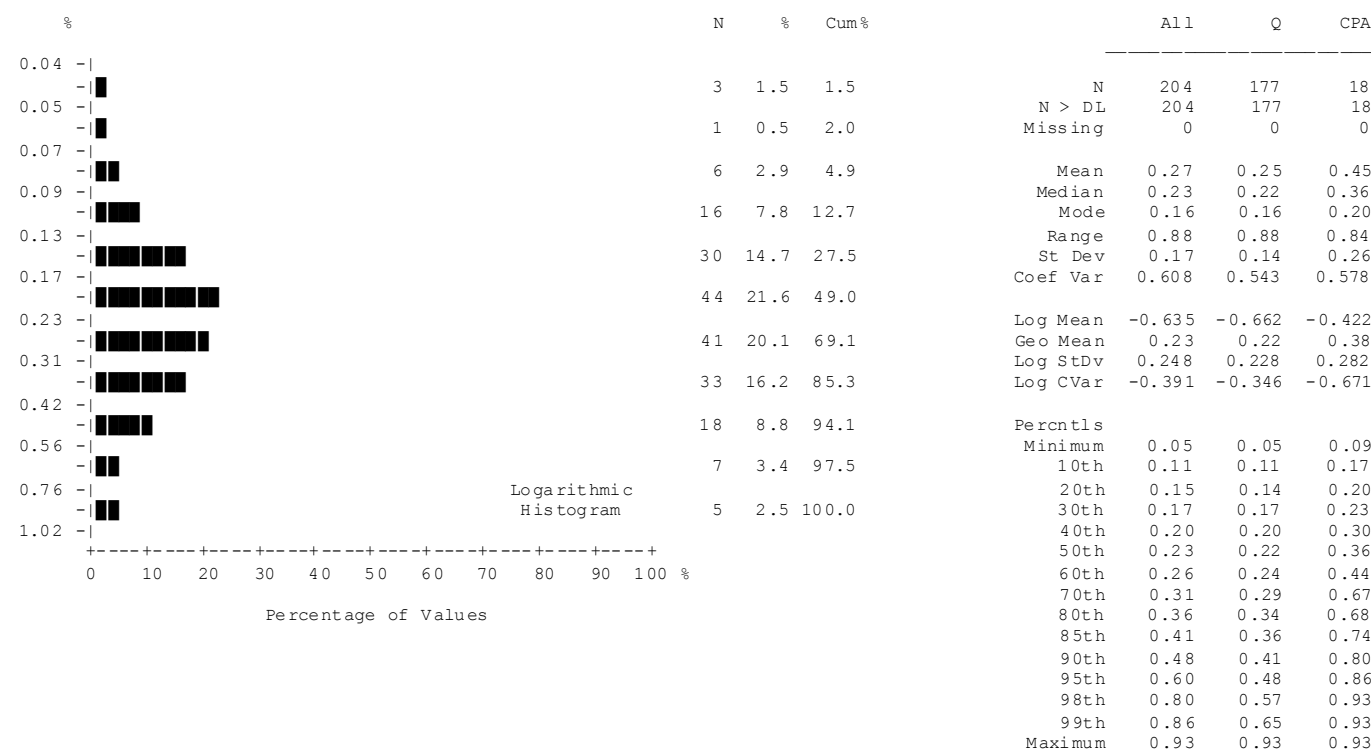 % N % Cum% All Q CPA
0.04
3 1.5 1.5 N 204 177 18
0.05 N > DL 204 177 18
1 0.5 2.0 Missing 0 0 0
0.07
6 2.9 4.9 Mean 0.27 0.25 0.45
0.09 Median 0.23 0.22 0.36
16 7.8 12.7 Mode 0.16 0.16 0.20
0.13 Range 0.88 0.88 0.84
30 14.7 27.5 St Dev 0.17 0.14 0.26
0.17 Coef Var 0.608 0.543 0.578
44 21.6 49.0
0.23 Log Mean -0.635 -0.662 -0.422
41 20.1 69.1 Geo Mean 0.23 0.22 0.38
0.31 Log StDv 0.248 0.228 0.282
33 16.2 85.3 Log CVar -0.391 -0.346 -0.671
0.42
18 8.8 94.1 Percntls
0.56 Minimum 0.05 0.05 0.09
7 3.4 97.5 10th 0.11 0.11 0.17
0.76 Logarithmic 20th 0.15 0.14 0.20
Histogram 5 2.5 100.0 30th 0.17 0.17 0.23
1.02 40th 0.20 0.20 0.30
50th 0.23 0.22 0.36
0 10 20 30 40 50 60 70 80 90 100 % 60th 0.26 0.24 0.44
70th 0.31 0.29 0.67
Percentage of Values 80th 0.36 0.34 0.68
85th 0.41 0.36 0.74
90th 0.48 0.41 0.80
95th 0.60 0.48 0.86
98th 0.80 0.57 0.93
99th 0.86 0.65 0.93
Maximum 0.93 0.93 0.93